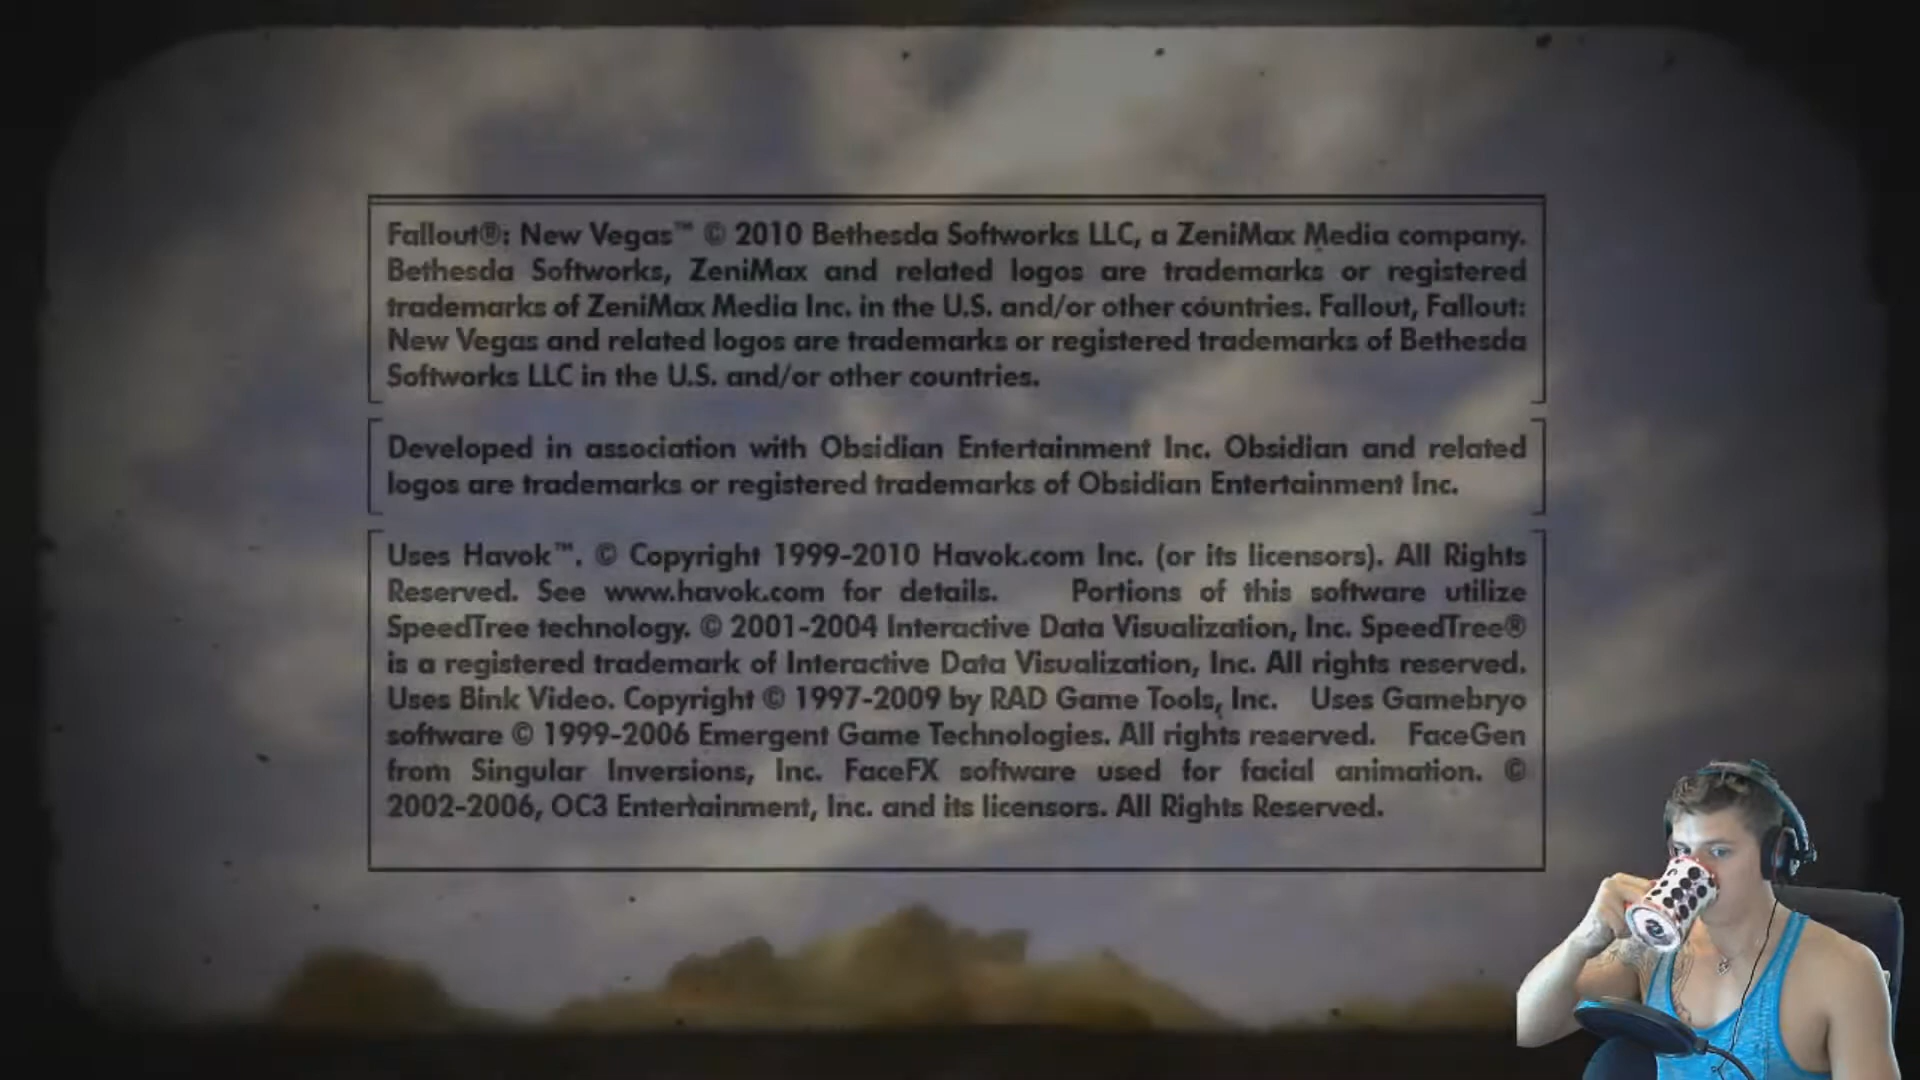 Fallout®: New Vegas™ © 2010 Bethesda Softworks LLC, a ZeniMax Media company.
Bethesda Softworks, ZeniMax and related logos are trademarks or registered
trademarks of ZeniMax Media Inc. in the U.S. and/or other countries. Fallout, Fallout:
New Vegas and related logos are trademarks or registered trademarks of Bethesda
Softworks LLC in the U.S. and/or other countries.
Developed in association with Obsidian Entertainment Inc. Obsidian and related
logos are trademarks or registered trademarks of Obsidian Entertainment Inc.
Uses Havok™. © Copyright 1999-2010 Havok.com Inc. (or its licensors). All Rights
Reserved. See www.havok.com for details. Portions of this software utilize
SpeedTree technology. © 2001-2004 Interactive Data Visualization, Inc. SpeedTree®
is a registered trademark of Interactive Data Visualization, Inc. All rights reserved.
Uses Bink Video. Copyright © 1997-2009 by RAD Game Tools, Inc. Uses Gamebryo
software © 1999-2006 Emergent Game Technologies. All rights reserved. FaceGen
from Singular Inversions, Inc. FaceFX software used for facial animation. ©
2002-2006, OC3 Entertainment, Inc. and its licensors. All Rights Reserved.